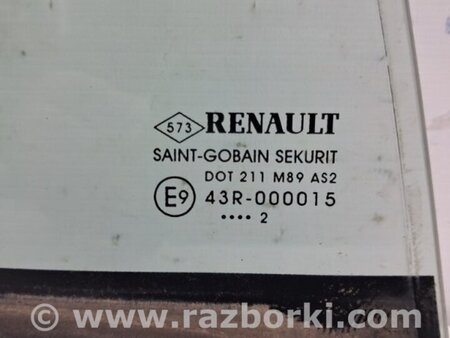 573 RENAULT
SAINT-GOBAIN SEKURIT
DOT 211 M89 AS2
E9 43R-000015
•••• 2
© www.razborki.com